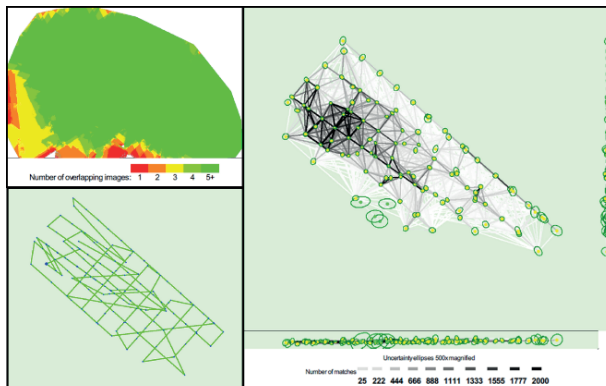 Number of overlapping images: 1 2 3 4 5+
Uncertainty ellipses 500x magnified
Number of matches
25 222 444 666 888 1111 1333 1555 1777 2000